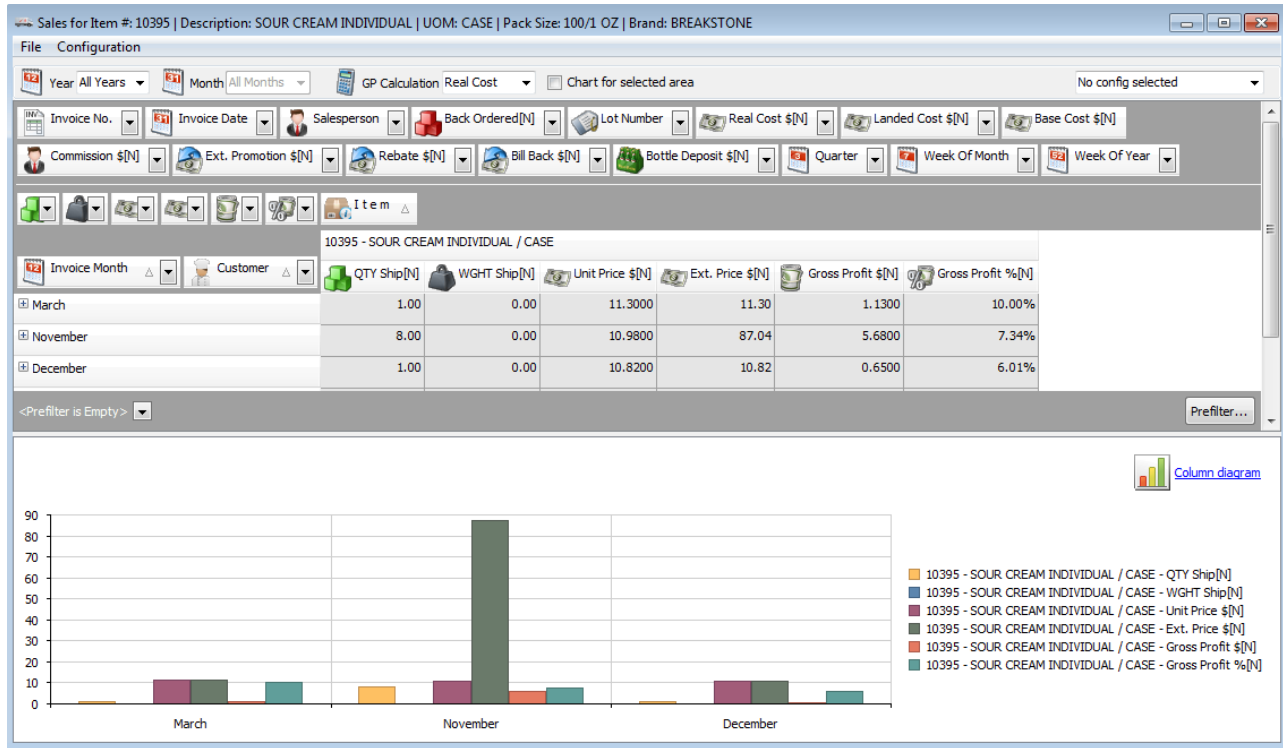 Sales for Item #: 10395 | Description: SOUR CREAM INDIVIDUAL | UOM: CASE | Pack Size: 100/1 OZ | Brand: BREAKSTONE
File Configuration
Year All Years Month All Months GP Calculation Real Cost Chart for selected area No config selected
Invoice No. Invoice Date Salesperson Back Ordered[N] Lot Number Real Cost $[N] Landed Cost $[N] Base Cost $[N]
Commission $[N] Ext. Promotion $[N] Rebate $[N] Bill Back $[N] Bottle Deposit $[N] Quarter Week Of Month Week Of Year
Item
10395 - SOUR CREAM INDIVIDUAL / CASE
Invoice Month Customer QTY Ship[N] WGHT Ship[N] Unit Price $[N] Ext. Price $[N] Gross Profit $[N] Gross Profit %[N]
March 1.00 0.00 11.3000 11.30 1.1300 10.00%
November 8.00 0.00 10.9800 87.04 5.6800 7.34%
December 1.00 0.00 10.8200 10.82 0.6500 6.01%
<Prefilter is Empty> Prefilter...
Column diagram
90
80
70
60
50
40
30
20
10
0
March November December
10395 - SOUR CREAM INDIVIDUAL / CASE - QTY Ship[N]
10395 - SOUR CREAM INDIVIDUAL / CASE - WGHT Ship[N]
10395 - SOUR CREAM INDIVIDUAL / CASE - Unit Price $[N]
10395 - SOUR CREAM INDIVIDUAL / CASE - Ext. Price $[N]
10395 - SOUR CREAM INDIVIDUAL / CASE - Gross Profit $[N]
10395 - SOUR CREAM INDIVIDUAL / CASE - Gross Profit %[N]